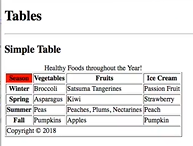 Tables
Simple Table
Healthy Foods throughout the Year!
Season Vegetables Fruits Ice Cream
Winter Broccoli Satsuma Tangerines Passion Fruit
Spring Asparagus Kiwi Strawberry
Summer Peas Peaches, Plums, Nectarines Peach
Fall Pumpkins Apples Pumpkin
Copyright © 2018